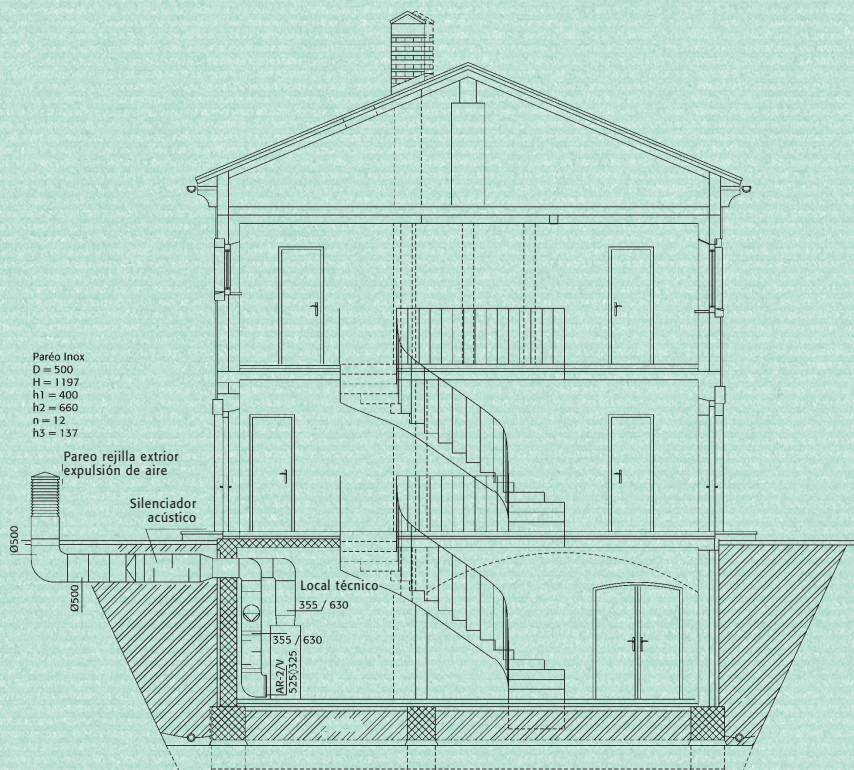 Paréo Inox
D = 500
H = 1197
h1 = 400
h2 = 660
n = 12
h3 = 137
Pareo rejilla extrior
expulsión de aire
Silenciador
acústico
Ø500
Ø500
Local técnico
355 / 630
355 / 630
AR-2/V
525◊325